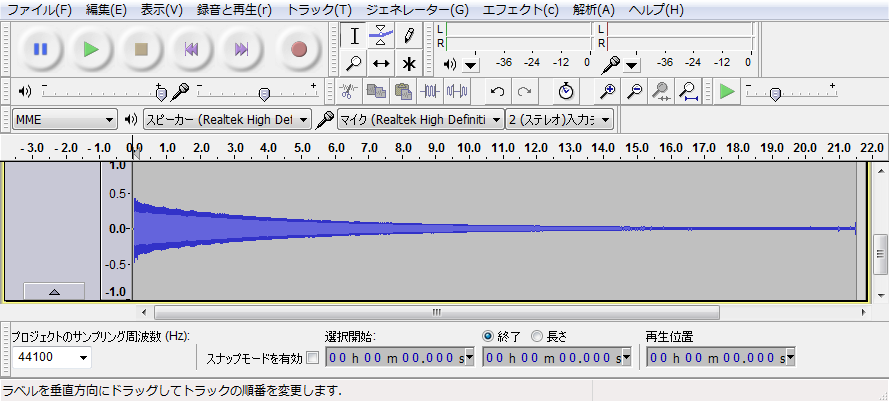 ファイル(F) 編集(E) 表示(V) 録音と再生(r) トラック(T) ジェネレーター(G) エフェクト(c) 解析(A) ヘルプ(H)
L
R
-36 -24 -12 0
L
R
-36 -24 -12 0
- +
- +
- +
MME スピーカー (Realtek High Def マイク (Realtek High Definiti 2 (ステレオ)入力チ
- 3.0 - 2.0 - 1.0 0.0 1.0 2.0 3.0 4.0 5.0 6.0 7.0 8.0 9.0 10.0 11.0 12.0 13.0 14.0 15.0 16.0 17.0 18.0 19.0 20.0 21.0 22.0
1.0
0.5-
0.0-
-0.5-
-1.0
プロジェクトのサンプリング周波数 (Hz): 選択開始: 終了 長さ 再生位置
44100 スナップモードを有効 00 h 00 m 00.000 s 00 h 00 m 00.000 s 00 h 00 m 00.000 s
ラベルを垂直方向にドラッグしてトラックの順番を変更します.